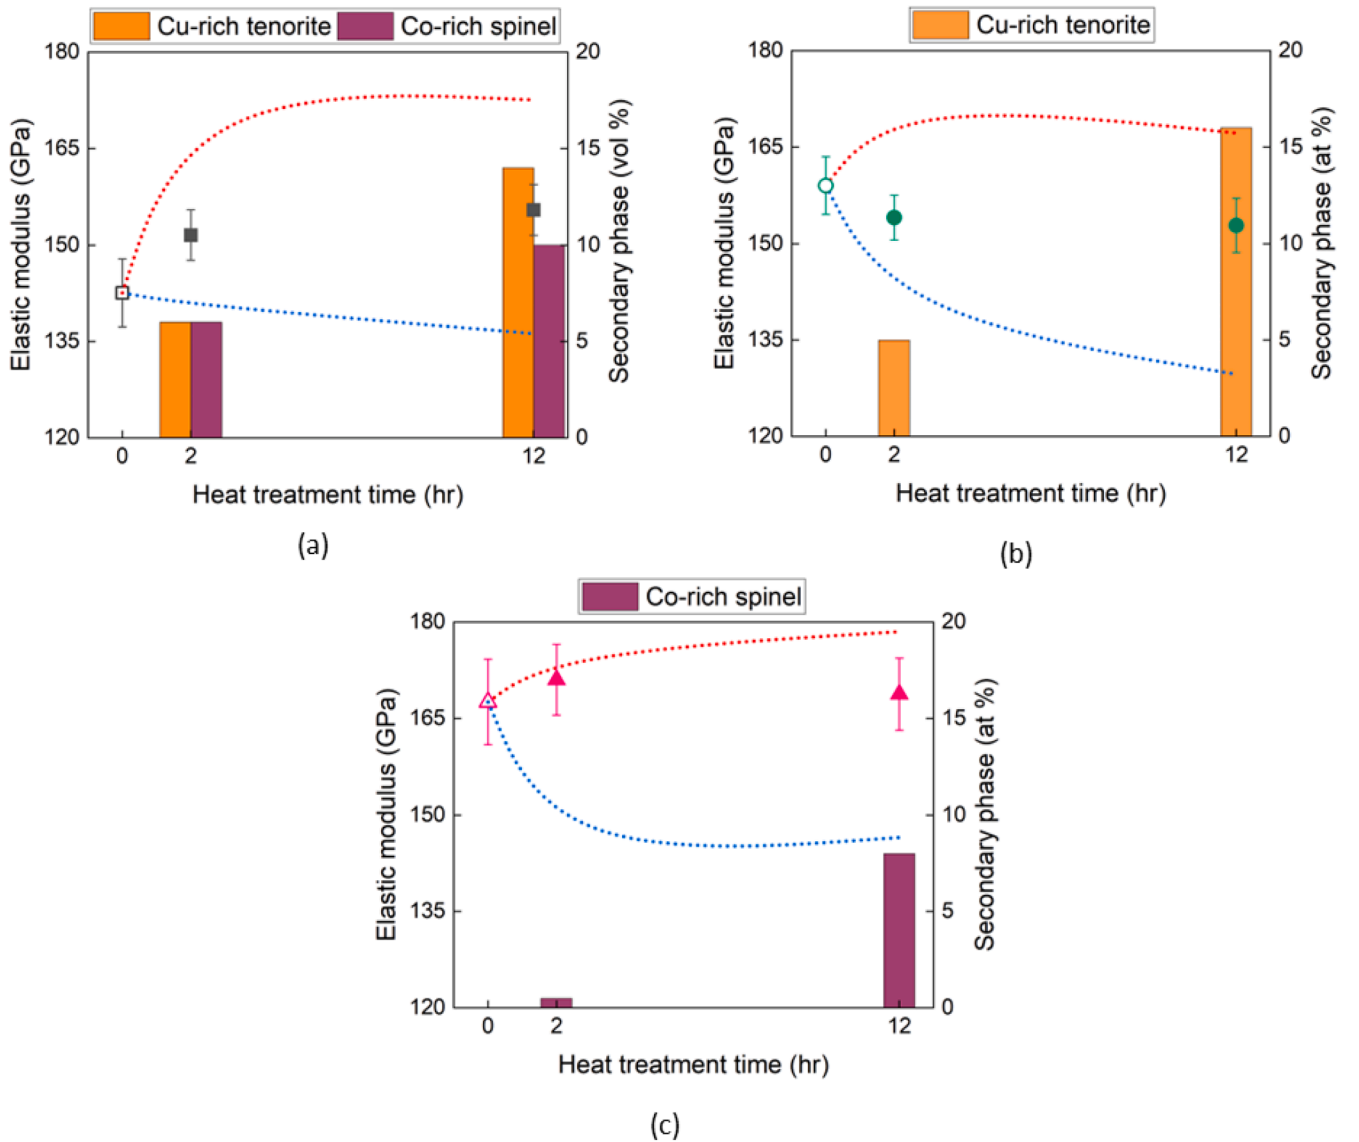 Cu-rich tenorite Co-rich spinel
180
165
150
135
120
20
15
10
5
0
0 2 12
Elastic modulus (GPa)
Secondary phase (vol %)
Heat treatment time (hr)
(a)
Cu-rich tenorite
180
165
150
135
120
20
15
10
5
0
0 2 12
Elastic modulus (GPa)
Secondary phase (at %)
Heat treatment time (hr)
(b)
Co-rich spinel
180
165
150
135
120
20
15
10
5
0
0 2 12
Elastic modulus (GPa)
Secondary phase (at %)
Heat treatment time (hr)
(c)